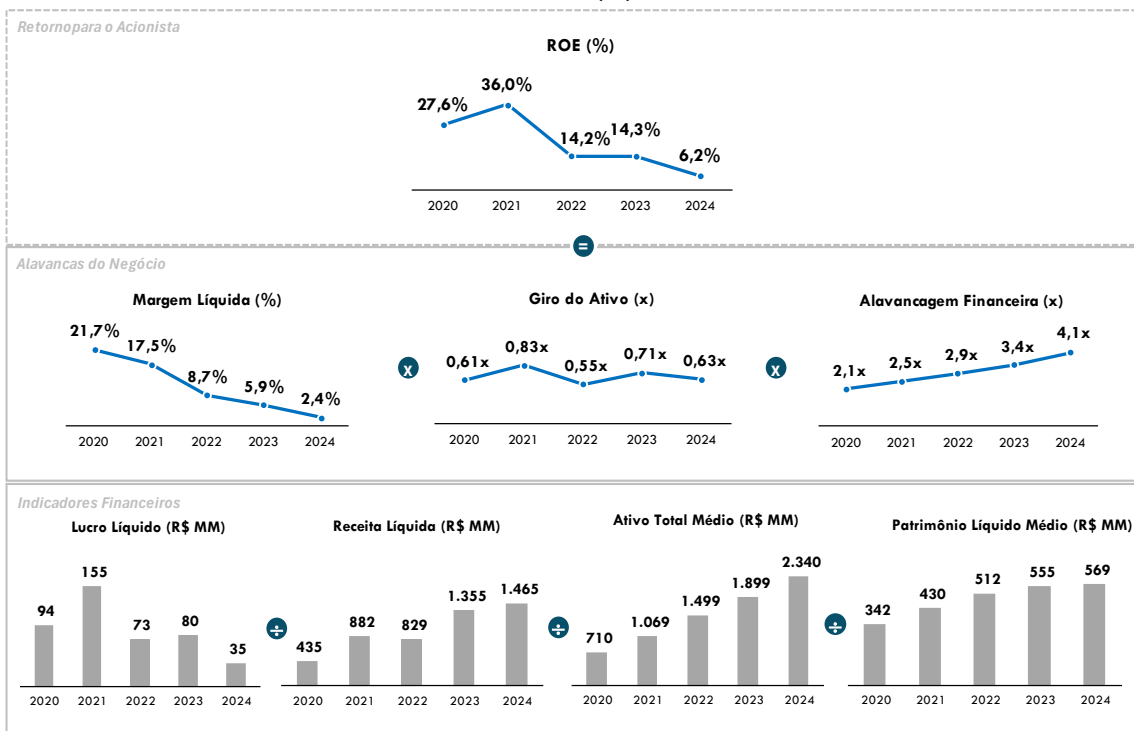 Retornopara o Acionista
ROE (%)
27,6%
36,0%
14,2%
14,3%
6,2%
2020 2021 2022 2023 2024
=
Alavancas do Negócio
Margem Líquida (%)
21,7%
17,5%
8,7%
5,9%
2,4%
2020 2021 2022 2023 2024
x
Giro do Ativo (x)
0,61x
0,83x
0,55x
0,71x
0,63x
2020 2021 2022 2023 2024
x
Alavancagem Financeira (x)
2,1x
2,5x
2,9x
3,4x
4,1x
2020 2021 2022 2023 2024
Indicadores Financeiros
Lucro Líquido (R$ MM)
94
155
73
80
35
2020 2021 2022 2023 2024
÷
Receita Líquida (R$ MM)
435
882
829
1.355
1.465
2020 2021 2022 2023 2024
÷
Ativo Total Médio (R$ MM)
710
1.069
1.499
1.899
2.340
2020 2021 2022 2023 2024
÷
Patrimônio Líquido Médio (R$ MM)
342
430
512
555
569
2020 2021 2022 2023 2024